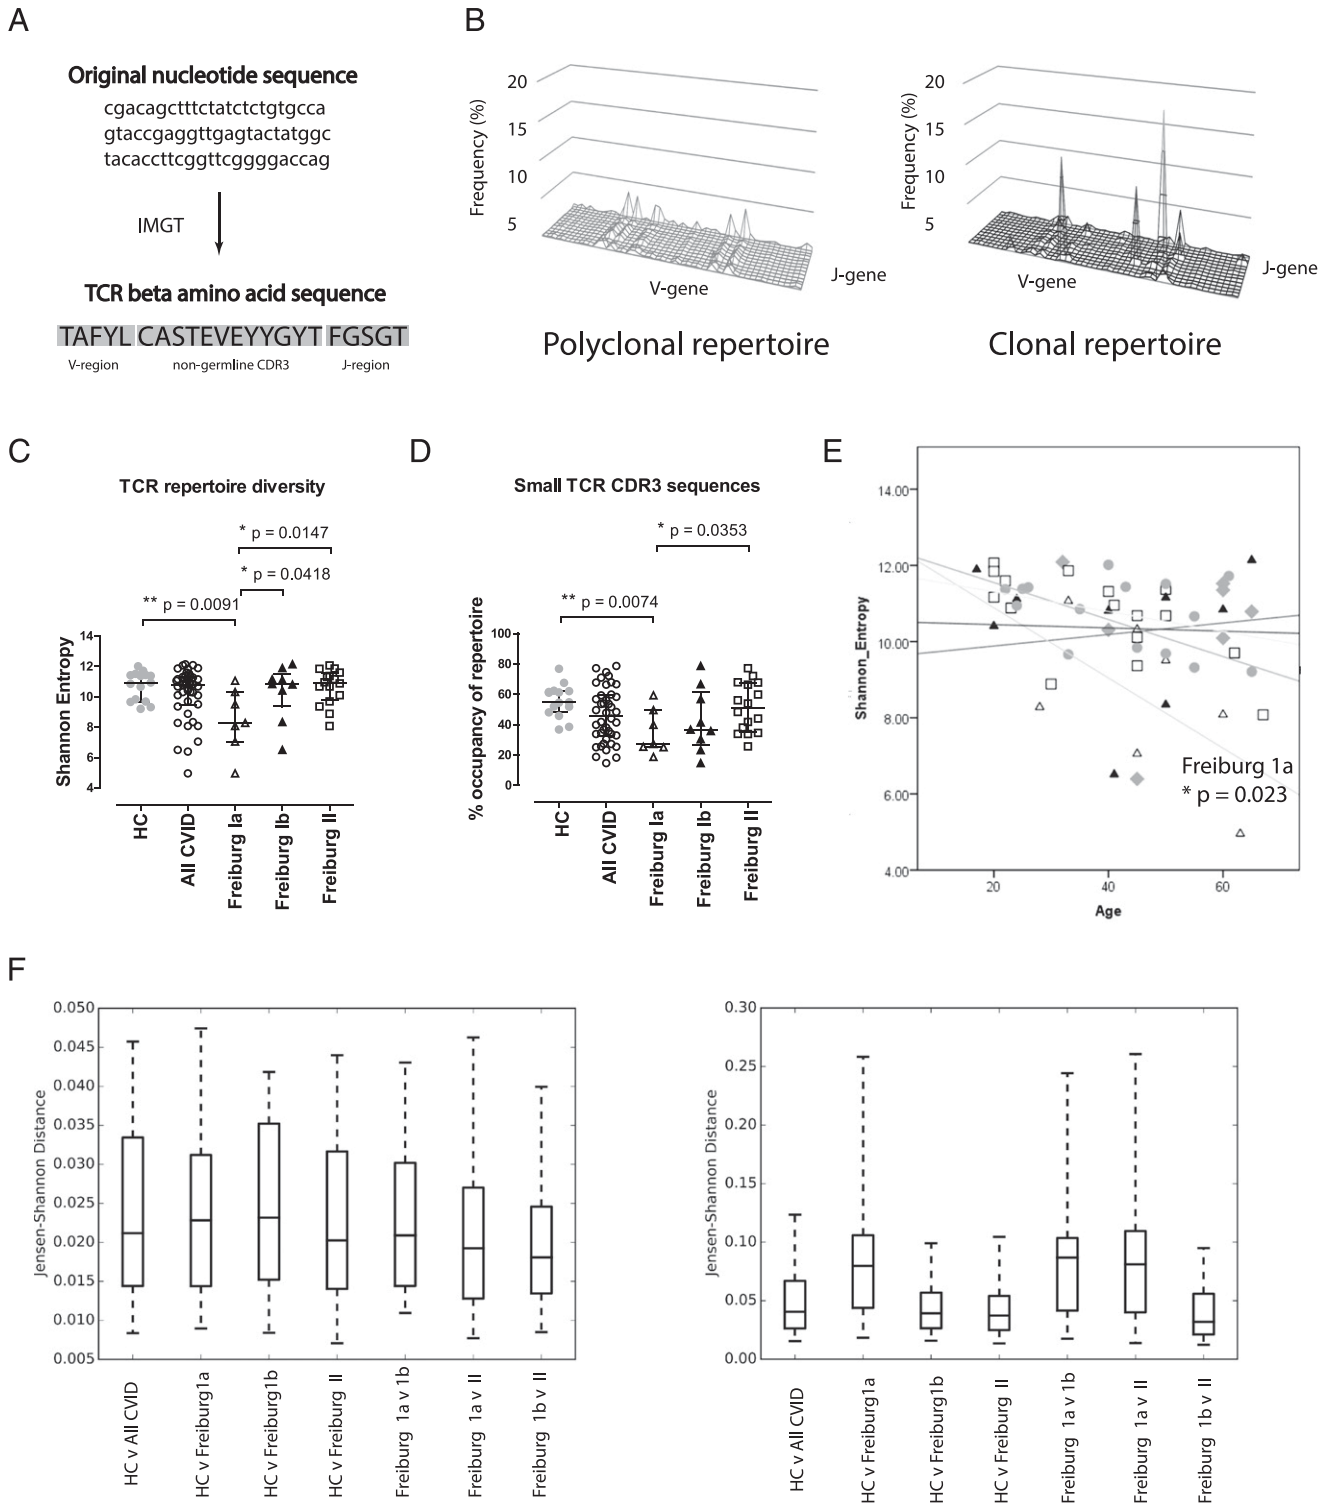 A
Original nucleotide sequence
cgacagctttctatctctgtgcca
gtaccgaggttgagtactatggc
tacaccttcggttcggggaccag
IMGT
TCR beta amino acid sequence
TAFYL CASTEVEYYGYT FGSGT
V-region non-germline CDR3 J-region
B
Frequency (%)
20
15
10
5
V-gene
J-gene
Polyclonal repertoire
Frequency (%)
20
15
10
5
V-gene
J-gene
Clonal repertoire
C
TCR repertoire diversity
* p = 0.0147
* p = 0.0418
** p = 0.0091
Shannon Entropy
14
12
10
8
6
4
HC
All CVID
Freiburg Ia
Freiburg Ib
Freiburg II
D
Small TCR CDR3 sequences
* p = 0.0353
** p = 0.0074
% occupancy of repertoire
100
80
60
40
20
0
HC
All CVID
Freiburg Ia
Freiburg Ib
Freiburg II
E
Shannon_Entropy
14.00
12.00
10.00
8.00
6.00
4.00
20 40 60
Age
Freiburg 1a
* p = 0.023
F
Jensen-Shannon Distance
0.050
0.045
0.040
0.035
0.030
0.025
0.020
0.015
0.010
0.005
HC v All CVID
HC v Freiburg1a
HC v Freiburg1b
HC v Freiburg II
Freiburg 1a v 1b
Freiburg 1a v II
Freiburg 1b v II
Jensen-Shannon Distance
0.30
0.25
0.20
0.15
0.10
0.05
0.00
HC v All CVID
HC v Freiburg1a
HC v Freiburg1b
HC v Freiburg II
Freiburg 1a v 1b
Freiburg 1a v II
Freiburg 1b v II